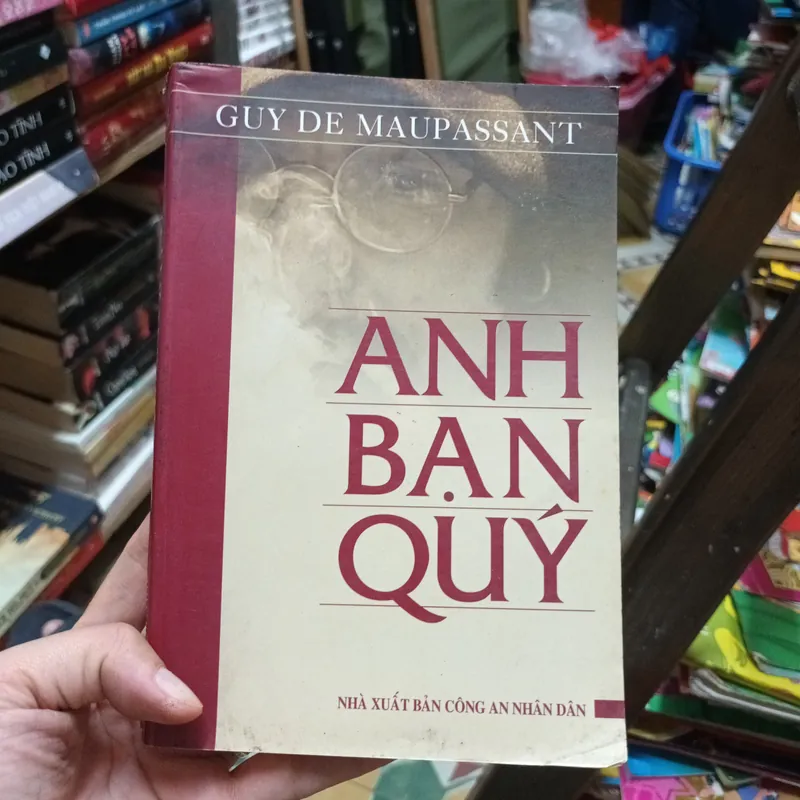 GUY DE MAUPASSANT
ANH
BẠN
QUÝ
NHÀ XUẤT BẢN CÔNG AN NHÂN DÂN